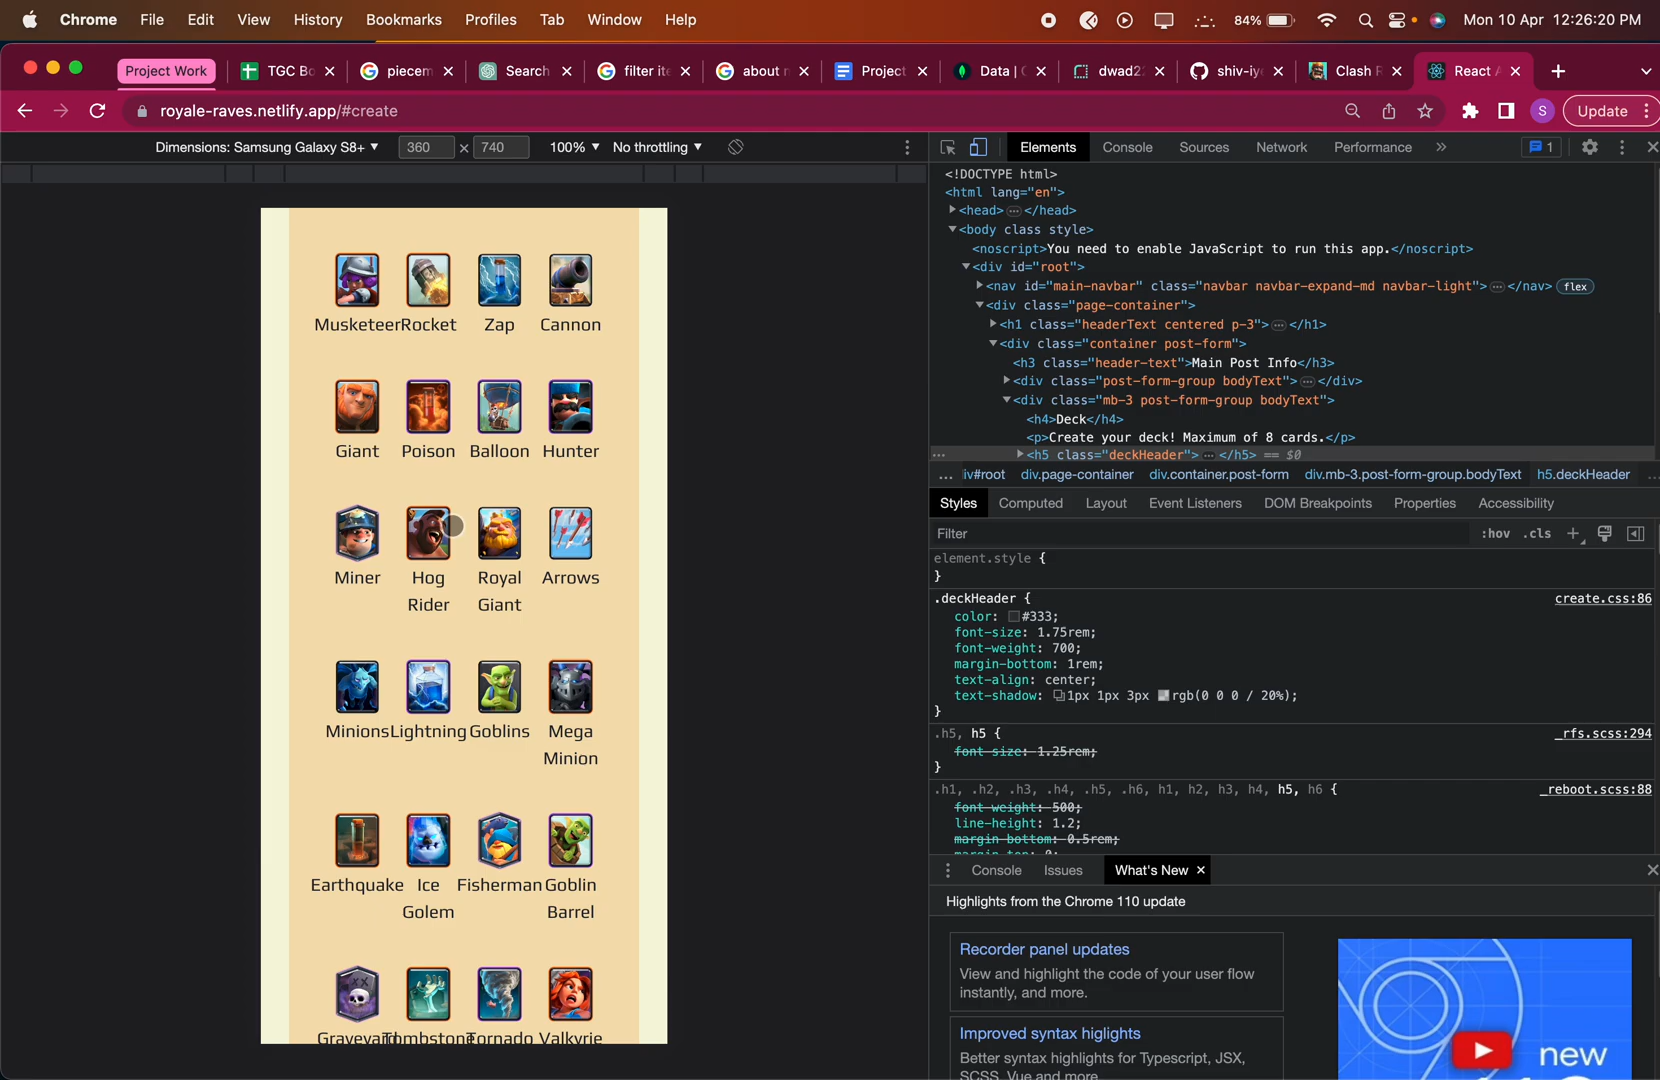 Chrome File Edit View History Bookmarks Profiles Tab Window Help 84% Mon 10 Apr 12:26:20 PM
Project Work TGC Bo piecem Search filter ite about r Project Data | C dwad2 shiv-iy Clash R React A
royale-raves.netlify.app/#create S Update
Dimensions: Samsung Galaxy S8+ ▼ 360 × 740 100% ▼ No throttling ▼
Elements Console Sources Network Performance » 1
<!DOCTYPE html>
<html lang="en">
▶<head>…</head>
▼<body class style>
<noscript>You need to enable JavaScript to run this app.</noscript>
▼<div id="root">
▶<nav id="main-navbar" class="navbar navbar-expand-md navbar-light">…</nav> flex
▼<div class="page-container">
▶<h1 class="headerText centered p-3">…</h1>
▼<div class="container post-form">
<h3 class="header-text">Main Post Info</h3>
▶<div class="post-form-group bodyText">…</div>
▼<div class="mb-3 post-form-group bodyText">
<h4>Deck</h4>
<p>Create your deck! Maximum of 8 cards.</p>
… ▶<h5 class="deckHeader">…</h5> == $0
… iv#root div.page-container div.container.post-form div.mb-3.post-form-group.bodyText h5.deckHeader …
Styles Computed Layout Event Listeners DOM Breakpoints Properties Accessibility
Filter :hov .cls +
element.style {
}
.deckHeader { create.css:86
color: #333;
font-size: 1.75rem;
font-weight: 700;
margin-bottom: 1rem;
text-align: center;
text-shadow: 1px 1px 3px rgb(0 0 0 / 20%);
}
.h5, h5 { _rfs.scss:294
font-size: 1.25rem;
}
.h1, .h2, .h3, .h4, .h5, .h6, h1, h2, h3, h4, h5, h6 { _reboot.scss:88
font-weight: 500;
line-height: 1.2;
margin-bottom: 0.5rem;
margin-top: 0;
Console Issues What's New ×
Highlights from the Chrome 110 update
Recorder panel updates
View and highlight the code of your user flow
instantly, and more.
Improved syntax higlights
Better syntax highlights for Typescript, JSX,
SCSS, Vue and more
new
Musketeer Rocket Zap Cannon
Giant Poison Balloon Hunter
Miner Hog Royal Arrows
Rider Giant
Minions Lightning Goblins Mega
Minion
Earthquake Ice Fisherman Goblin
Golem Barrel
Graveyard Tombstone Tornado Valkyrie